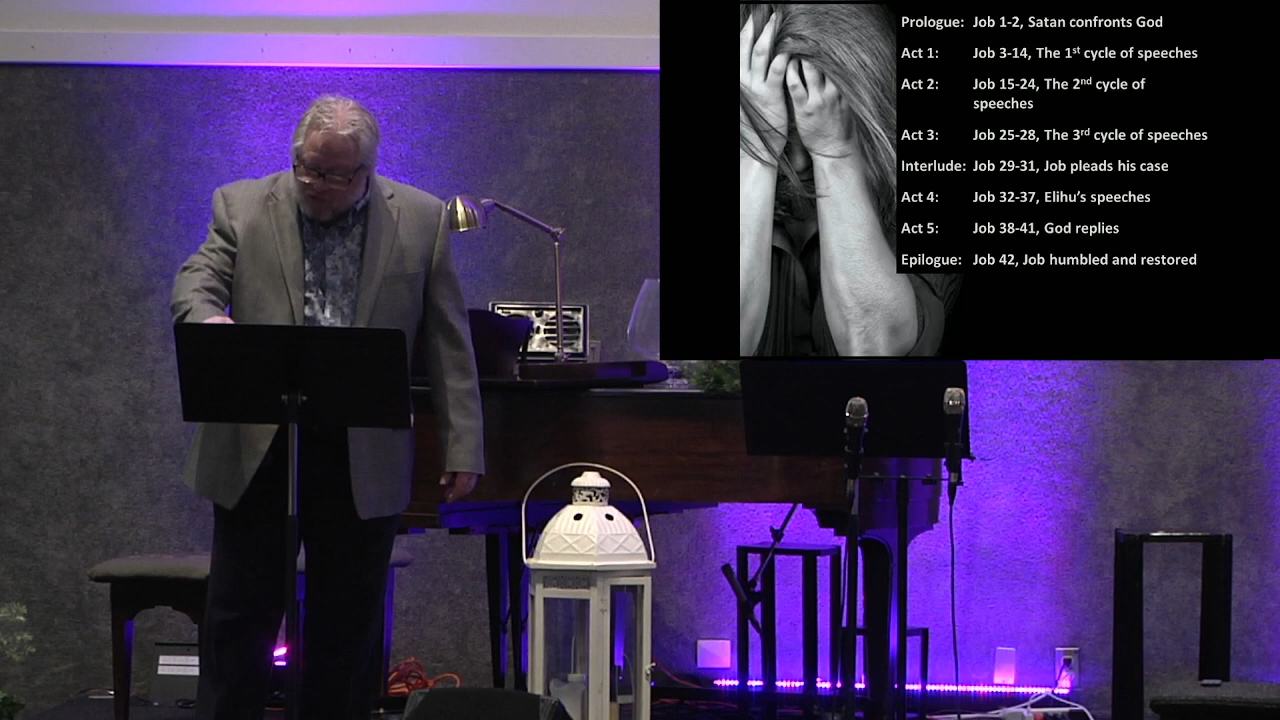 Prologue: Job 1-2, Satan confronts God
Act 1: Job 3-14, The 1st cycle of speeches
Act 2: Job 15-24, The 2nd cycle of
speeches
Act 3: Job 25-28, The 3rd cycle of speeches
Interlude: Job 29-31, Job pleads his case
Act 4: Job 32-37, Elihu's speeches
Act 5: Job 38-41, God replies
Epilogue: Job 42, Job humbled and restored